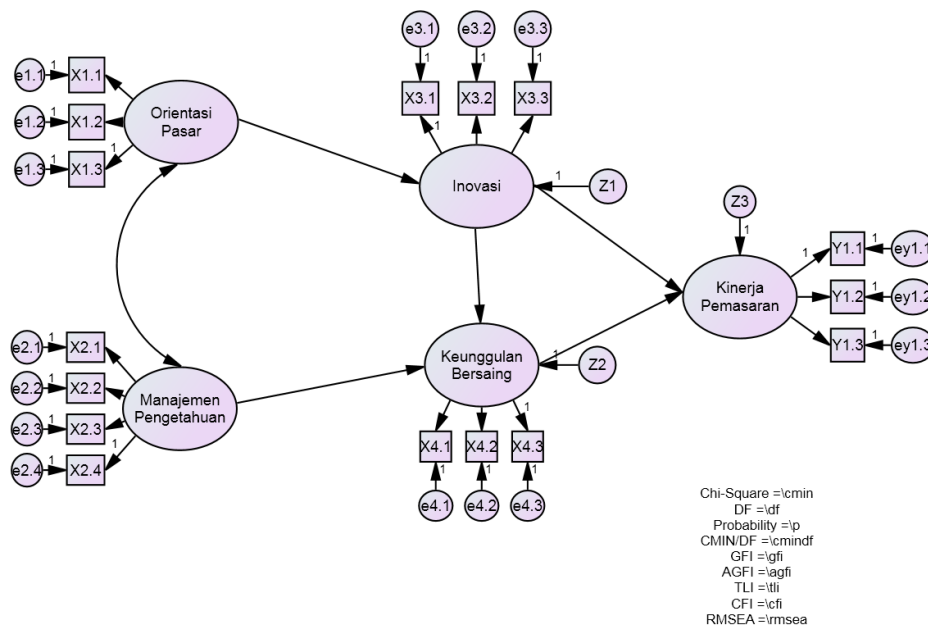 e3.1 e3.2 e3.3
1 1 1
X3.1 X3.2 X3.3
1
e1.1 1 X1.1
e1.2 1 X1.2
e1.3 1 X1.3
1
Orientasi
Pasar
Inovasi
1 Z1
Z3
1
Kinerja
Pemasaran
1 Y1.1 1 ey1.1
Y1.2 1 ey1.2
Y1.3 1 ey1.3
e2.1 1 X2.1
e2.2 1 X2.2
e2.3 1 X2.3
e2.4 1 X2.4
1
Manajemen
Pengetahuan
Keunggulan
Bersaing
1 Z2
1
X4.1 X4.2 X4.3
1 1 1
e4.1 e4.2 e4.3
Chi-Square =\cmin
DF =\df
Probability =\p
CMIN/DF =\cmindf
GFI =\gfi
AGFI =\agfi
TLI =\tli
CFI =\cfi
RMSEA =\rmsea